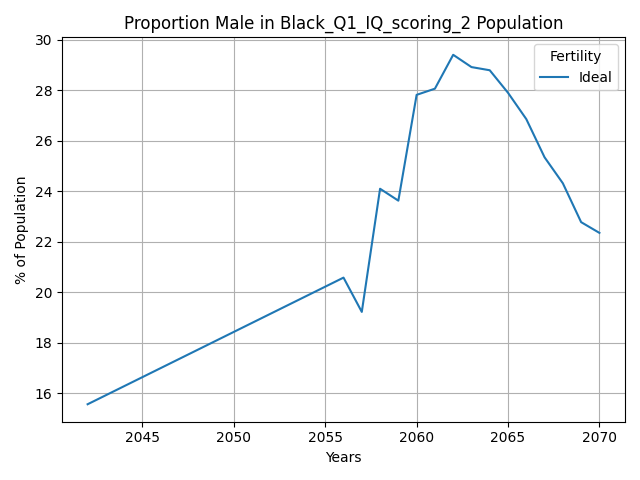 Proportion Male in Black_Q1_IQ_scoring_2 Population
% of Population
30
28
26
24
22
20
18
16
Fertility
Ideal
2045 2050 2055 2060 2065 2070
Years